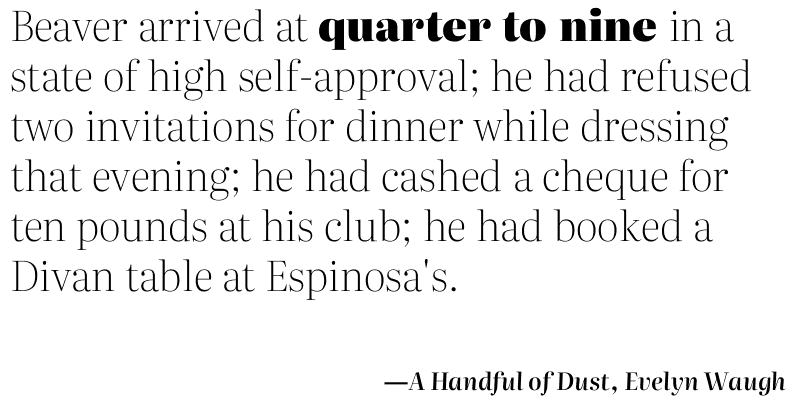 Beaver arrived at quarter to nine in a
state of high self-approval; he had refused
two invitations for dinner while dressing
that evening; he had cashed a cheque for
ten pounds at his club; he had booked a
Divan table at Espinosa's.
—A Handful of Dust, Evelyn Waugh